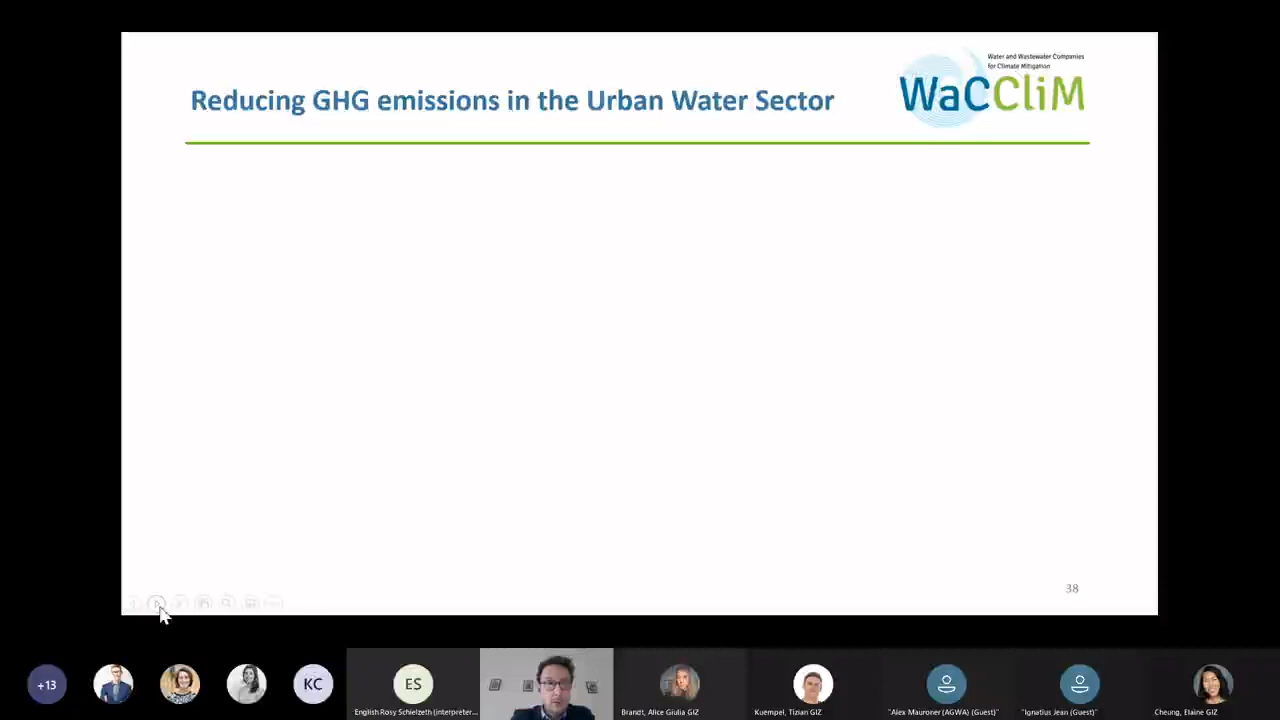 Water and Wastewater Companies
for Climate Mitigation
Reducing GHG emissions in the Urban Water Sector
WaCCliM
38
+13
KC
ES
English Rosy Schielzeth (interpreter...
Brandt, Alice Giulia GIZ
Kuempel, Tizian GIZ
"Alex Mauroner (AGWA) (Guest)"
"Ignatius Jean (Guest)"
Cheung, Elaine GIZ